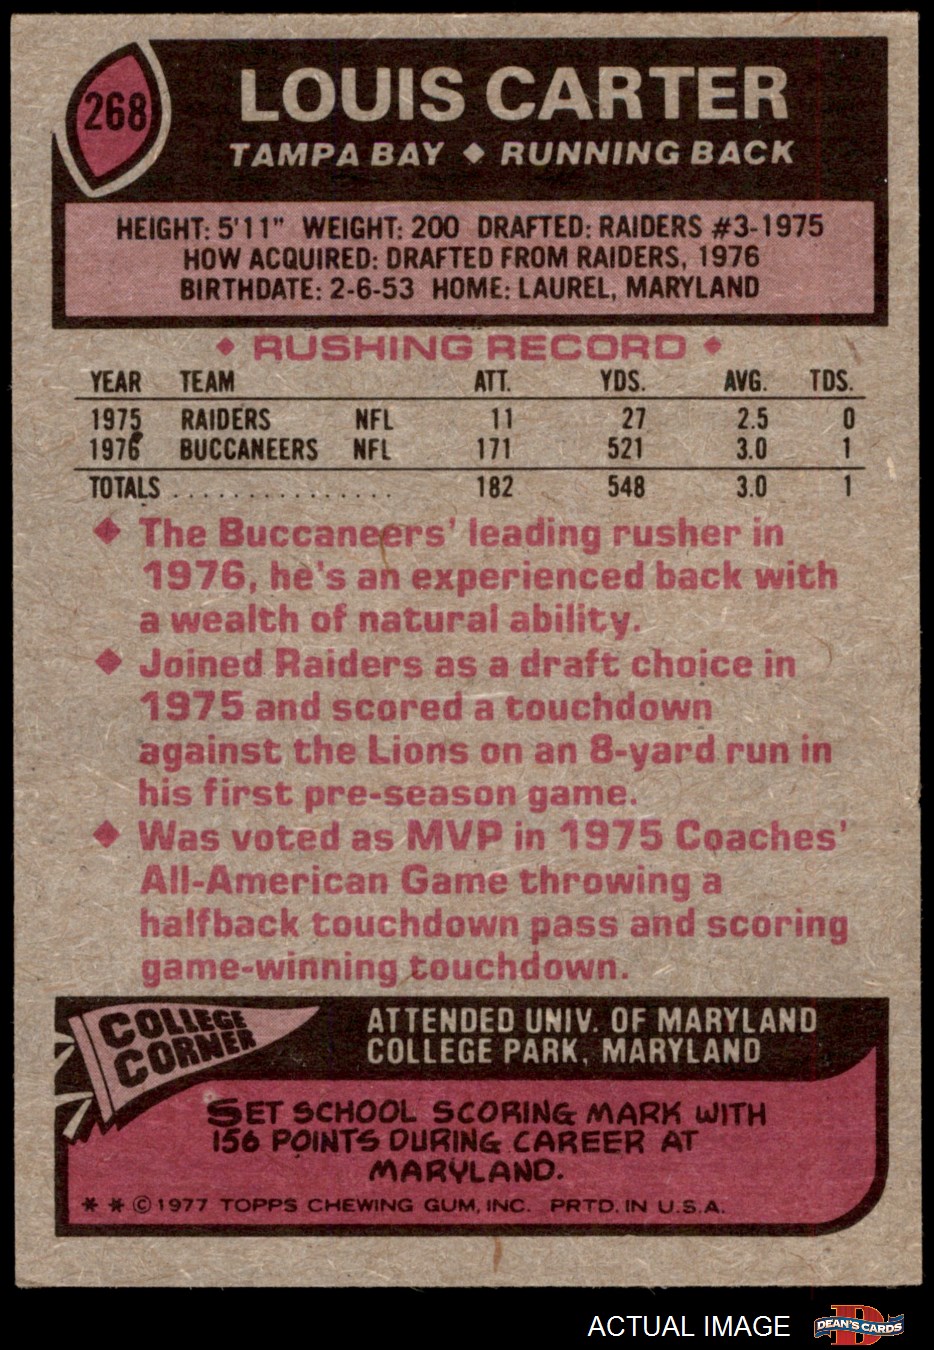 268
LOUIS CARTER
TAMPA BAY ◆ RUNNING BACK
HEIGHT: 5'11" WEIGHT: 200 DRAFTED: RAIDERS #3-1975
HOW ACQUIRED: DRAFTED FROM RAIDERS, 1976
BIRTHDATE: 2-6-53 HOME: LAUREL, MARYLAND
◆ RUSHING RECORD ◆
YEAR TEAM ATT. YDS. AVG. TDS.
1975 RAIDERS NFL 11 27 2.5 0
1976 BUCCANEERS NFL 171 521 3.0 1
TOTALS . . . . . . . . . . . . . . . 182 548 3.0 1
◆ The Buccaneers' leading rusher in
1976, he's an experienced back with
a wealth of natural ability.
◆ Joined Raiders as a draft choice in
1975 and scored a touchdown
against the Lions on an 8-yard run in
his first pre-season game.
◆ Was voted as MVP in 1975 Coaches'
All-American Game throwing a
halfback touchdown pass and scoring
game-winning touchdown.
COLLEGE
CORNER
ATTENDED UNIV. OF MARYLAND
COLLEGE PARK, MARYLAND
SET SCHOOL SCORING MARK WITH
156 POINTS DURING CAREER AT
MARYLAND.
* * © 1977 TOPPS CHEWING GUM, INC. PRTD. IN U.S.A.
ACTUAL IMAGE
D
DEAN'S CARDS